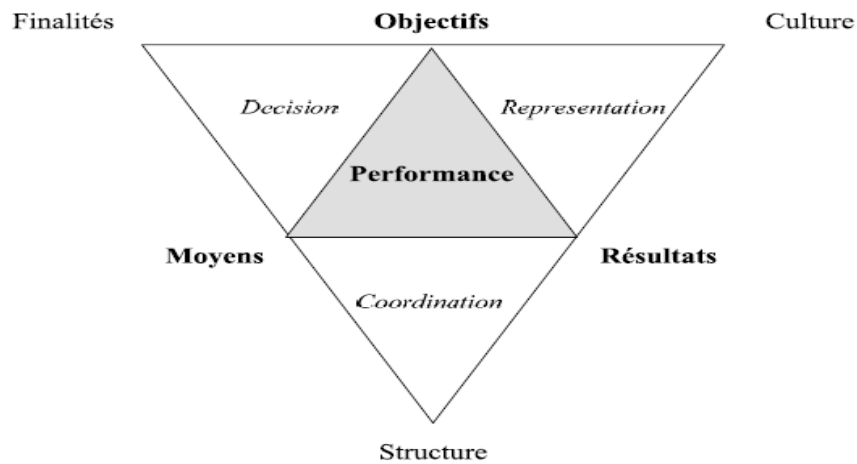 Finalités
Objectifs
Culture
Decision
Representation
Performance
Moyens
Résultats
Coordination
Structure